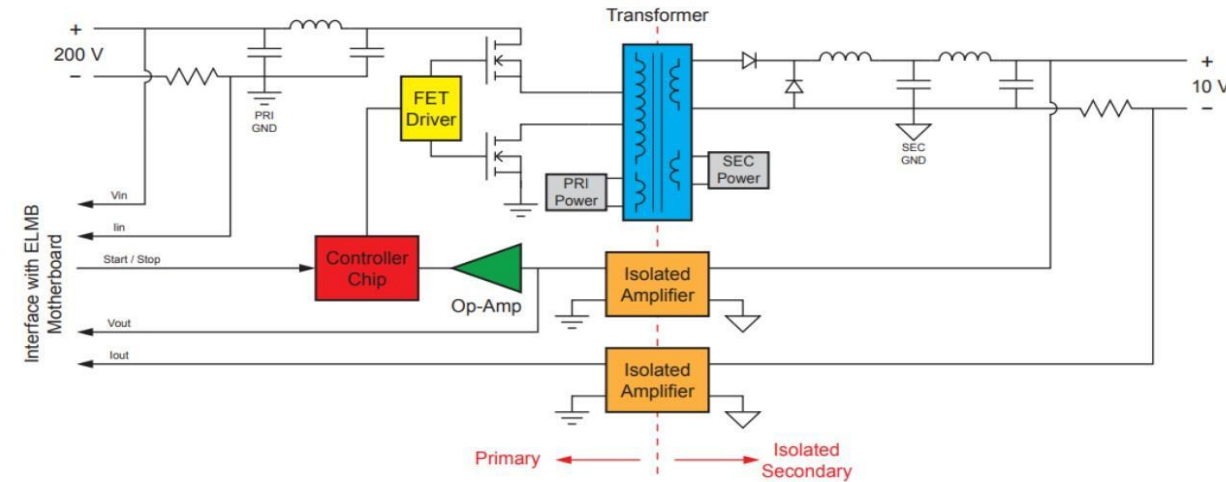 Transformer
+
200 V
−
PRI
GND
FET
Driver
PRI
Power
SEC
Power
SEC
GND
+
10 V
−
Interface with ELMB
Motherboard
Vin
Iin
Start / Stop
Vout
Iout
Controller
Chip
Op-Amp
Isolated
Amplifier
Isolated
Amplifier
Primary
Isolated
Secondary